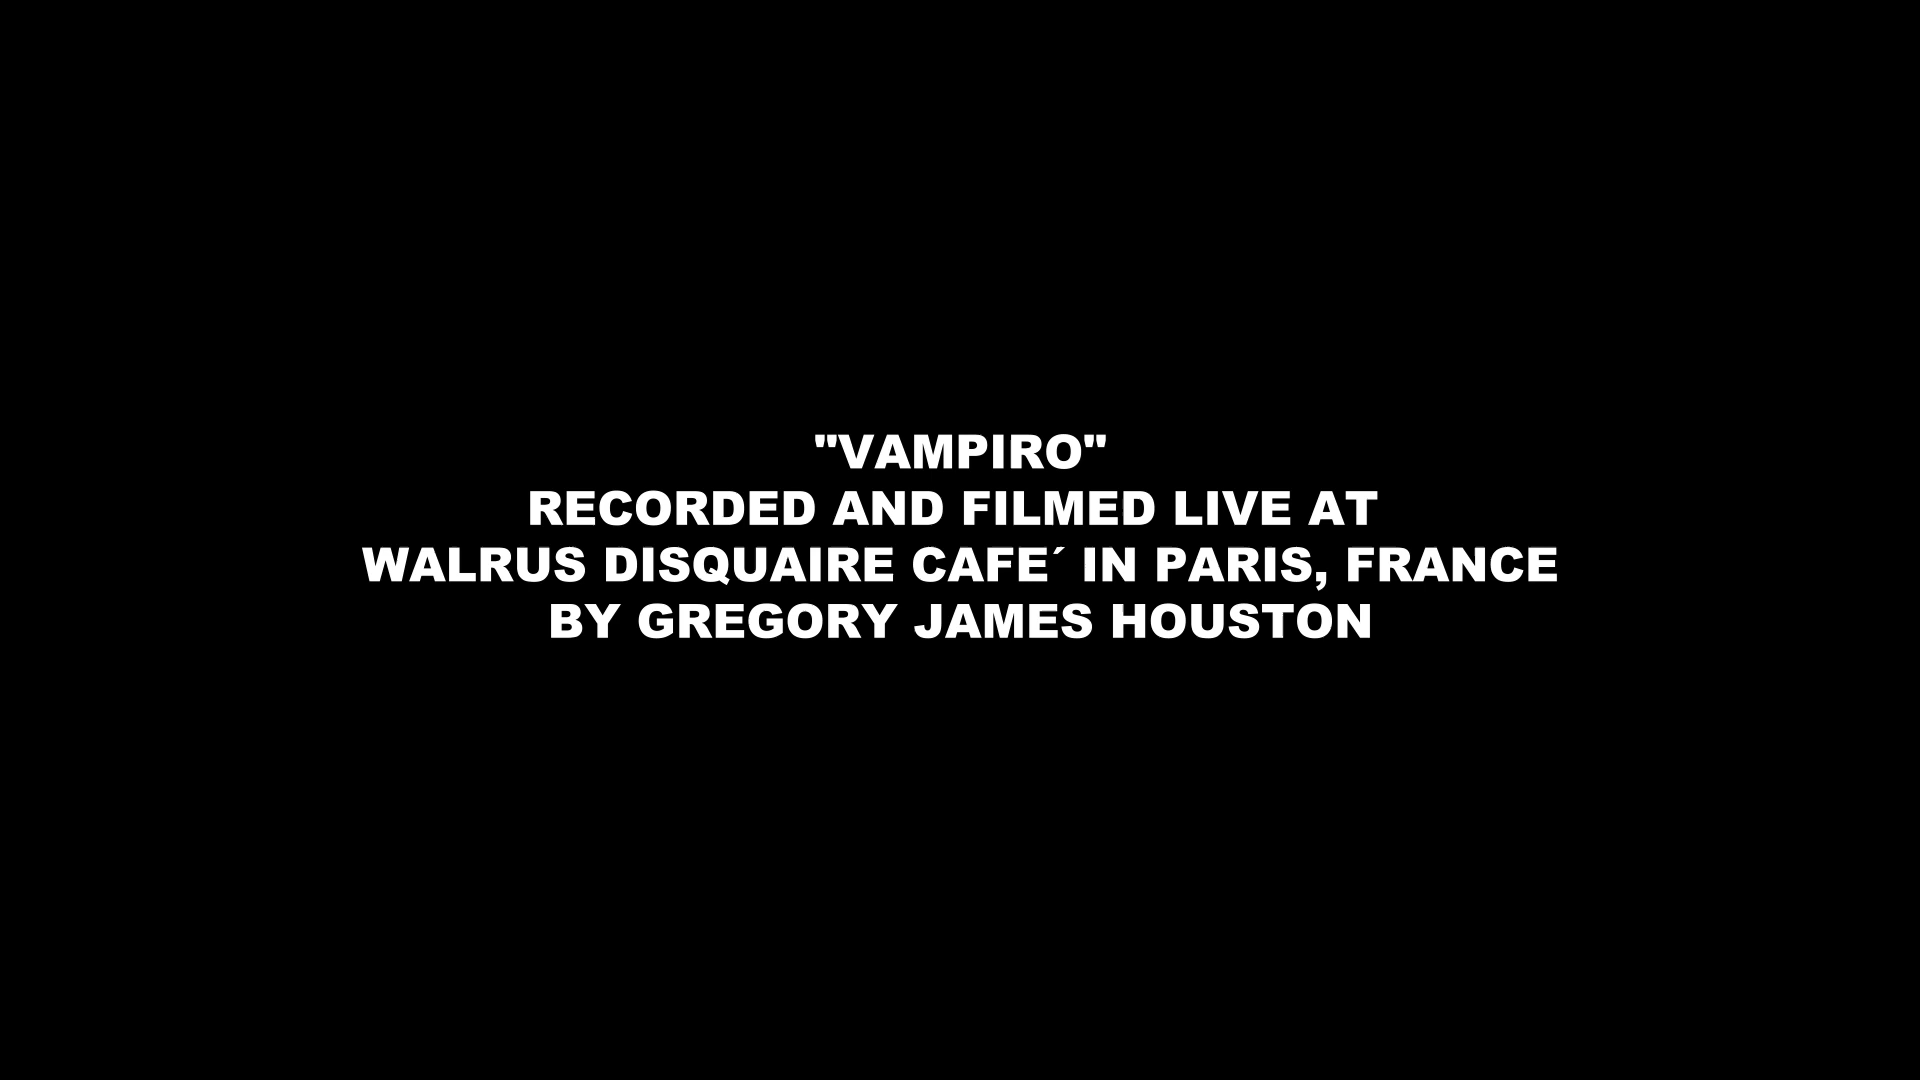 "VAMPIRO"
RECORDED AND FILMED LIVE AT
WALRUS DISQUAIRE CAFE´ IN PARIS, FRANCE
BY GREGORY JAMES HOUSTON